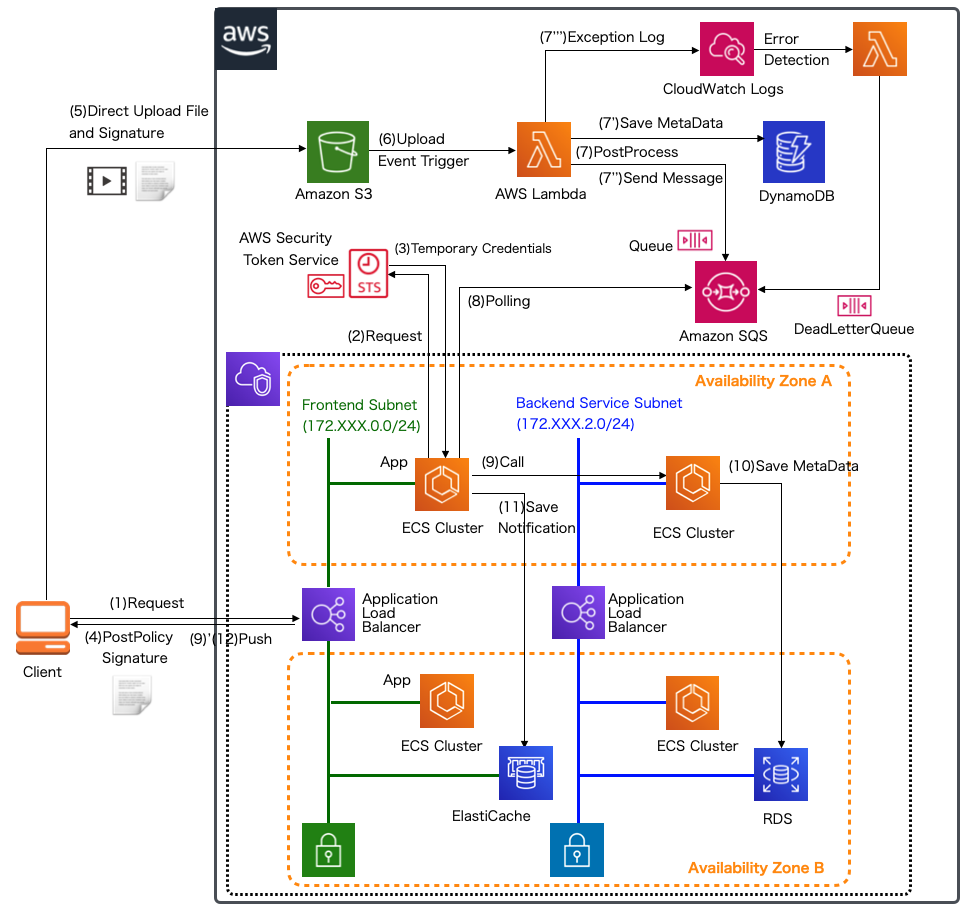 aws
(7''')Exception Log
Error
Detection
CloudWatch Logs
(5)Direct Upload File
and Signature
(6)Upload
Event Trigger
(7')Save MetaData
(7)PostProcess
(7'')Send Message
Amazon S3
AWS Lambda
DynamoDB
AWS Security
Token Service
(3)Temporary Credentials
STS
Queue
(8)Polling
Amazon SQS
DeadLetterQueue
(2)Request
Availability Zone A
Frontend Subnet
(172.XXX.0.0/24)
Backend Service Subnet
(172.XXX.2.0/24)
App
(9)Call
(10)Save MetaData
ECS Cluster
(11)Save
Notification
ECS Cluster
(1)Request
(4)PostPolicy
Signature
(9)'(12)Push
Client
Application
Load
Balancer
Application
Load
Balancer
App
ECS Cluster
ECS Cluster
ElastiCache
RDS
Availability Zone B